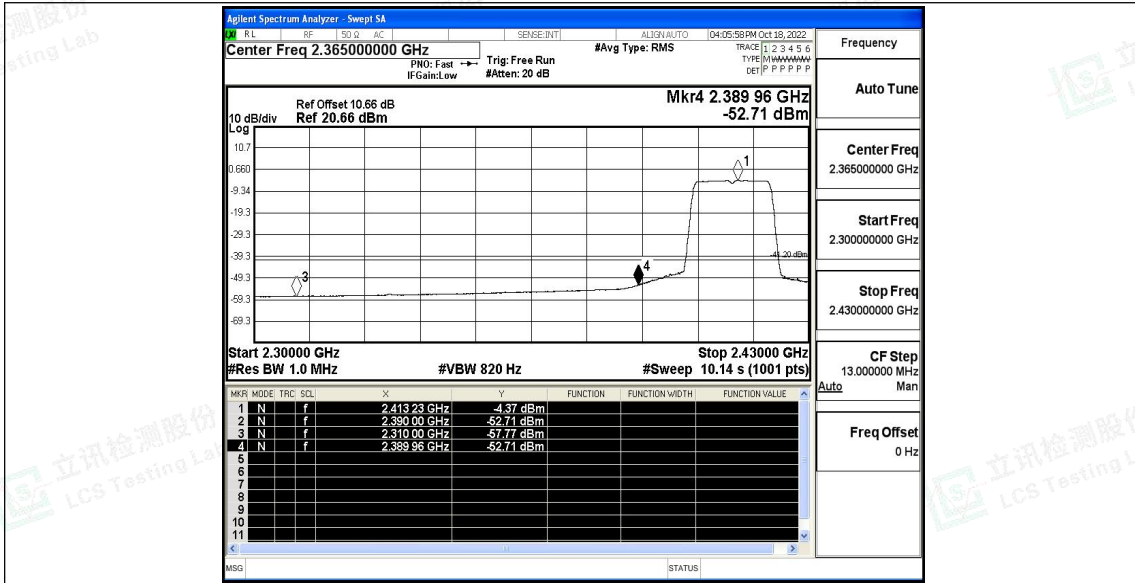 Agilent Spectrum Analyzer - Swept SA
RL RF 50 Ω AC SENSE:INT ALIGN AUTO 04:05:58 PM Oct 18, 2022
Center Freq 2.365000000 GHz
PNO: Fast
IFGain:Low
Trig: Free Run
#Atten: 20 dB
#Avg Type: RMS
TRACE 1 2 3 4 5 6
TYPE M WWWWW
DET P P P P P P
Mkr4 2.389 96 GHz
-52.71 dBm
Ref Offset 10.66 dB
10 dB/div Ref 20.66 dBm
Log
10.7
0.660
-9.34
-19.3
-29.3
-39.3
-49.3
-59.3
-69.3
1
3
4
-41.20 dBm
Start 2.30000 GHz Stop 2.43000 GHz
#Res BW 1.0 MHz #VBW 820 Hz #Sweep 10.14 s (1001 pts)
MKR MODE TRC SCL X Y FUNCTION FUNCTION WIDTH FUNCTION VALUE
1 N f 2.413 23 GHz -4.37 dBm
2 N f 2.390 00 GHz -52.71 dBm
3 N f 2.310 00 GHz -57.77 dBm
4 N f 2.389 96 GHz -52.71 dBm
5
6
7
8
9
10
11
MSG STATUS
Frequency
Auto Tune
Center Freq
2.365000000 GHz
Start Freq
2.300000000 GHz
Stop Freq
2.430000000 GHz
CF Step
13.000000 MHz
Auto Man
Freq Offset
0 Hz
立讯检测股份
LCS Testing Lab
立讯检测股份
LCS Testing L